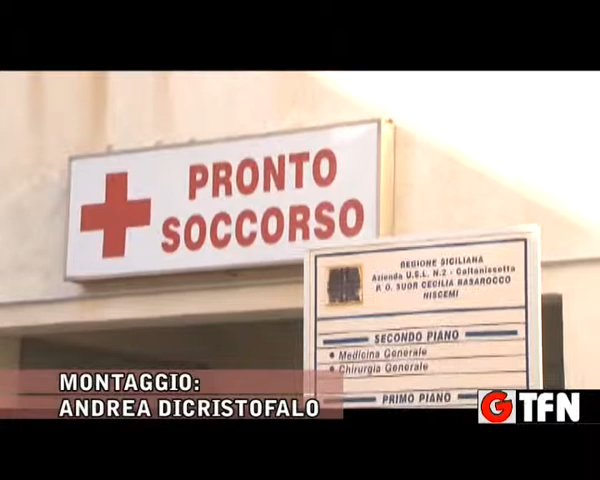 PRONTO
SOCCORSO
REGIONE SICILIANA
Azienda U.S.L. N.2 - Caltanissetta
P. O. SUOR CECILIA BASAROCCO
NISCEMI
SECONDO PIANO
• Medicina Generale
• Chirurgia Generale
PRIMO PIANO
MONTAGGIO:
ANDREA DICRISTOFALO
G TFN